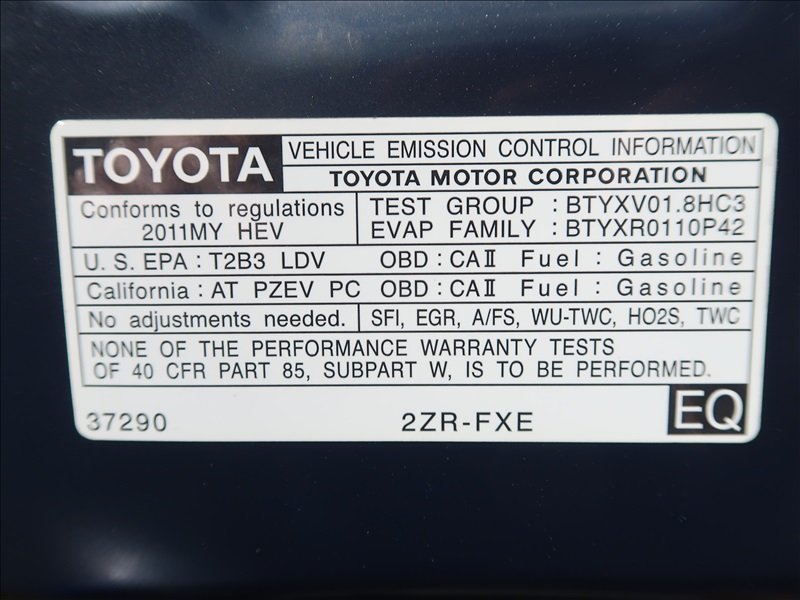 TOYOTA VEHICLE EMISSION CONTROL INFORMATION
TOYOTA MOTOR CORPORATION
Conforms to regulations TEST GROUP : BTYXV01.8HC3
2011MY HEV EVAP FAMILY : BTYXR0110P42
U.S. EPA : T2B3 LDV OBD : CAⅡ Fuel : Gasoline
California : AT PZEV PC OBD : CAⅡ Fuel : Gasoline
No adjustments needed. SFI, EGR, A/FS, WU-TWC, HO2S, TWC
NONE OF THE PERFORMANCE WARRANTY TESTS
OF 40 CFR PART 85, SUBPART W, IS TO BE PERFORMED.
37290 2ZR-FXE EQ